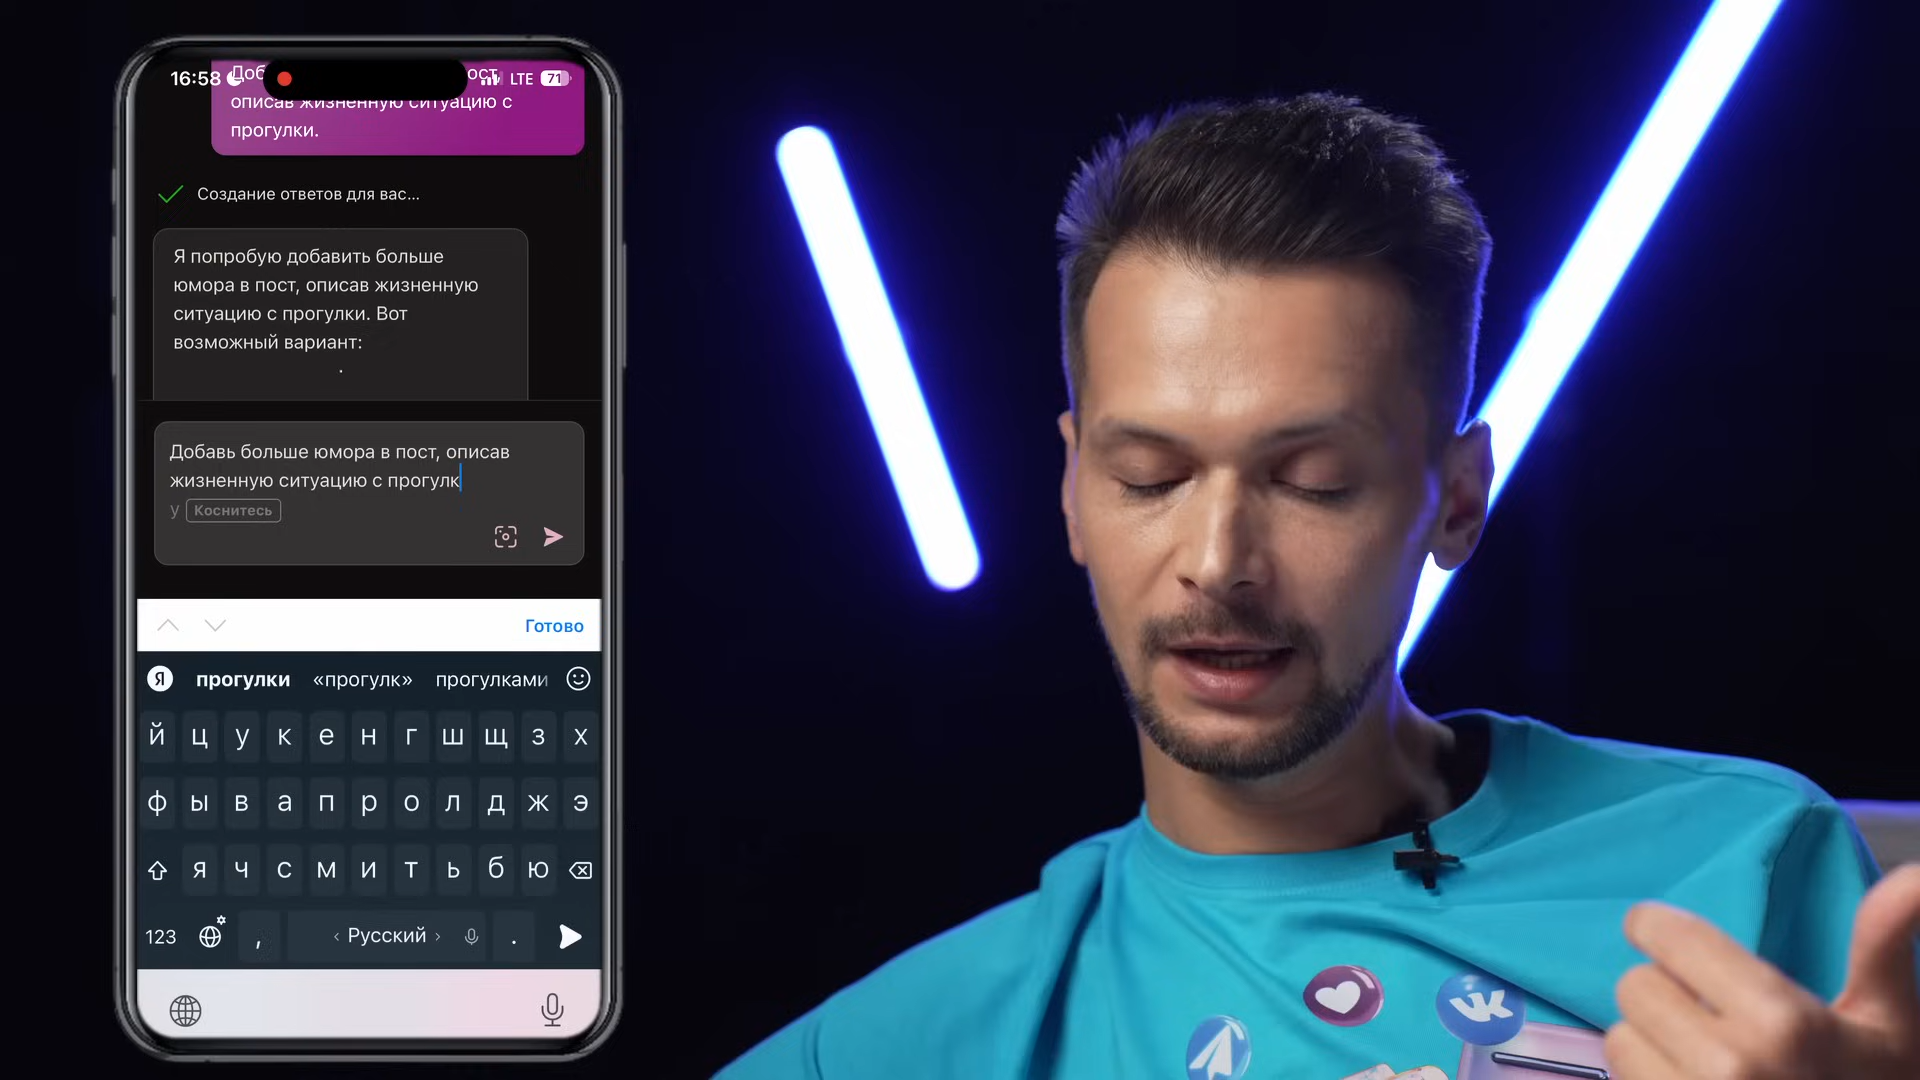 16:58
LTE 71
Доб ост,
описав жизненную ситуацию с
прогулки.
Создание ответов для вас...
Я попробую добавить больше
юмора в пост, описав жизненную
ситуацию с прогулки. Вот
возможный вариант:
.
Добавь больше юмора в пост, описав
жизненную ситуацию с прогулк
у Коснитесь
Готово
Я прогулки «прогулк» прогулками
й ц у к е н г ш щ з х
ф ы в а п р о л д ж э
я ч с м и т ь б ю
123 , ‹ Русский › .